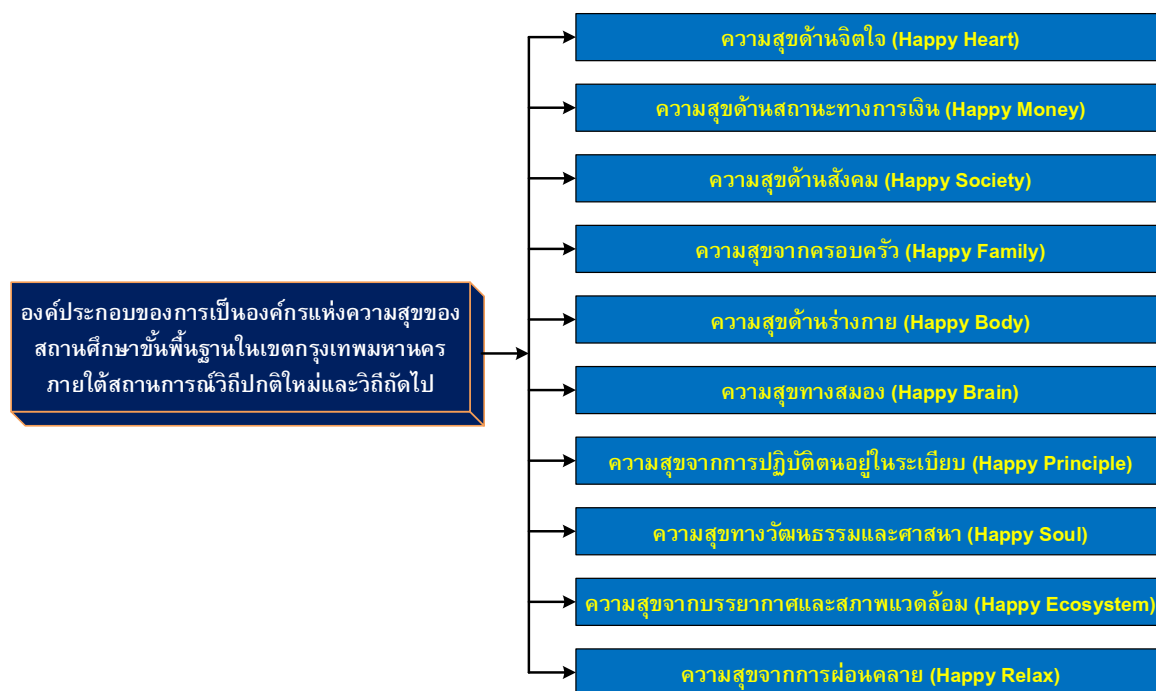 ความสุขด้านจิตใจ (Happy Heart)
ความสุขด้านสถานะทางการเงิน (Happy Money)
ความสุขด้านสังคม (Happy Society)
ความสุขจากครอบครัว (Happy Family)
องค์ประกอบของการเป็นองค์กรแห่งความสุขของ
สถานศึกษาขั้นพื้นฐานในเขตกรุงเทพมหานคร
ภายใต้สถานการณ์วิถีปกติใหม่และวิถีถัดไป
ความสุขด้านร่างกาย (Happy Body)
ความสุขทางสมอง (Happy Brain)
ความสุขจากการปฏิบัติตนอยู่ในระเบียบ (Happy Principle)
ความสุขทางวัฒนธรรมและศาสนา (Happy Soul)
ความสุขจากบรรยากาศและสภาพแวดล้อม (Happy Ecosystem)
ความสุขจากการผ่อนคลาย (Happy Relax)